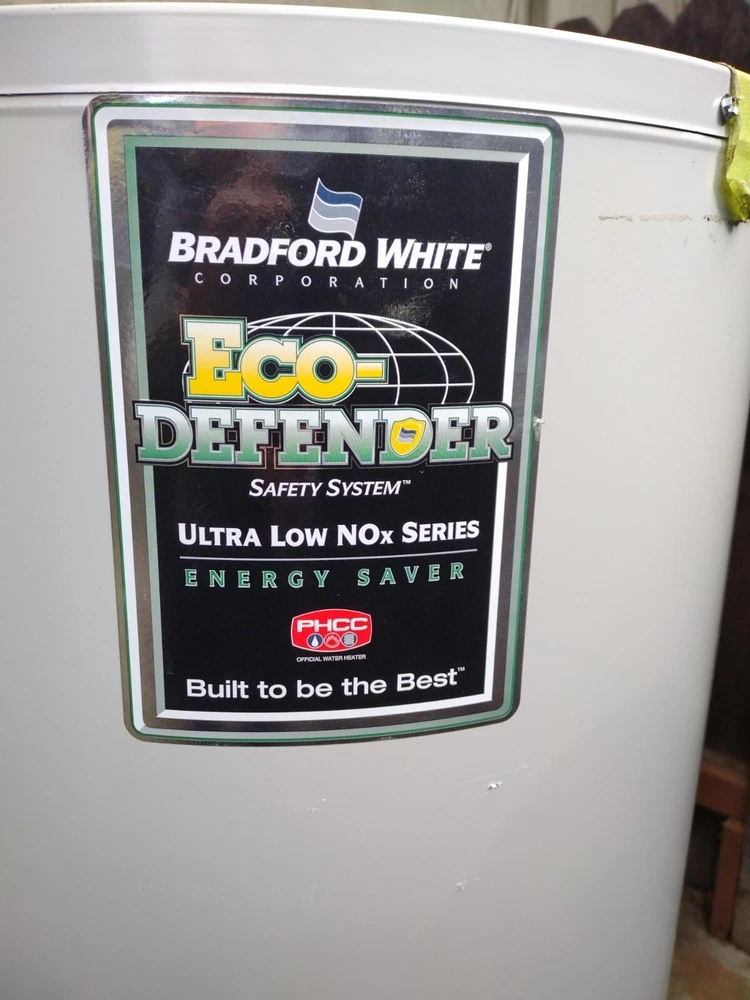 BRADFORD WHITE®
CORPORATION
ECO-
DEFENDER
SAFETY SYSTEM™
ULTRA LOW NOx SERIES
ENERGY SAVER
PHCC
OFFICIAL WATER HEATER
Built to be the Best™